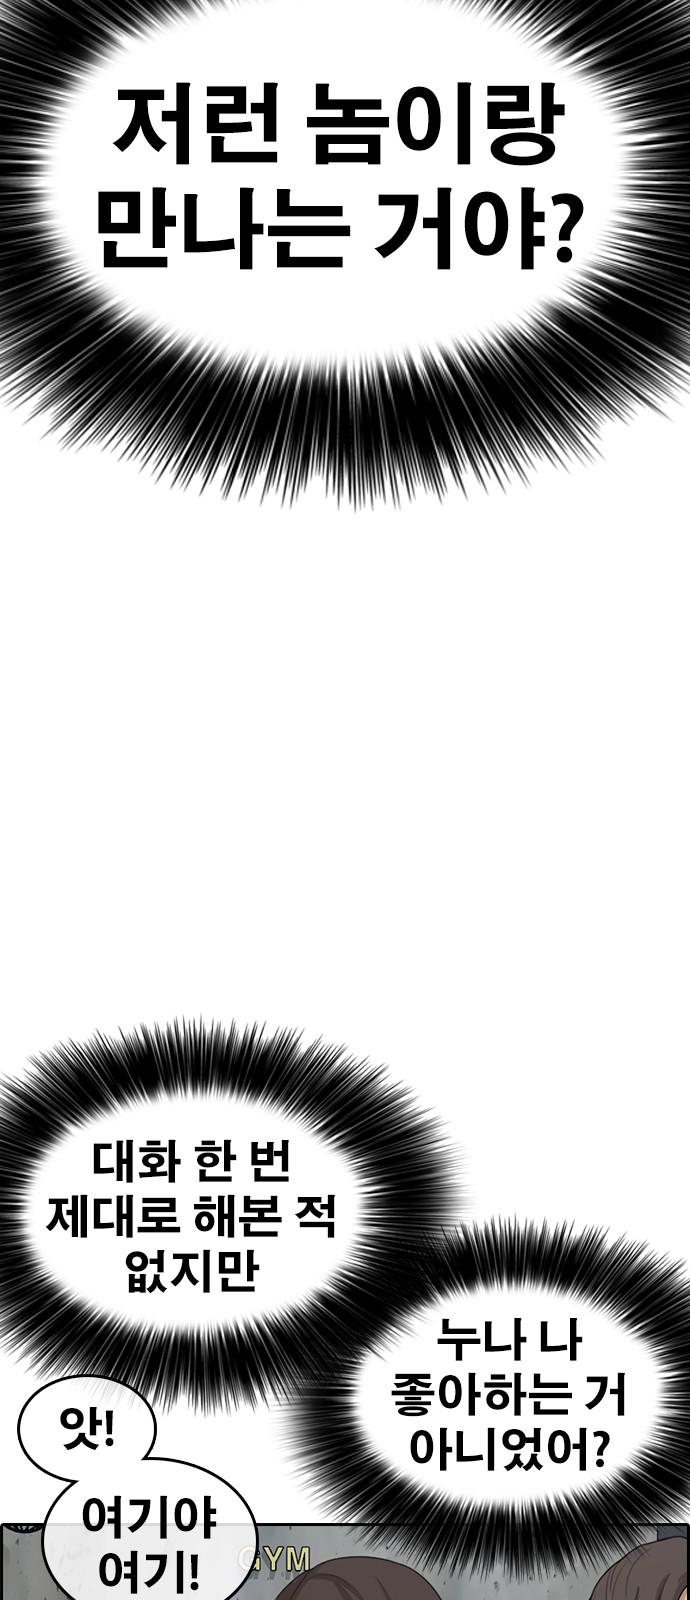 저런 놈이랑
만나는 거야?
대화 한 번
제대로 해본 적
없지만
누나 나
좋아하는 거
아니었어?
앗!
여기야
여기!
GYM